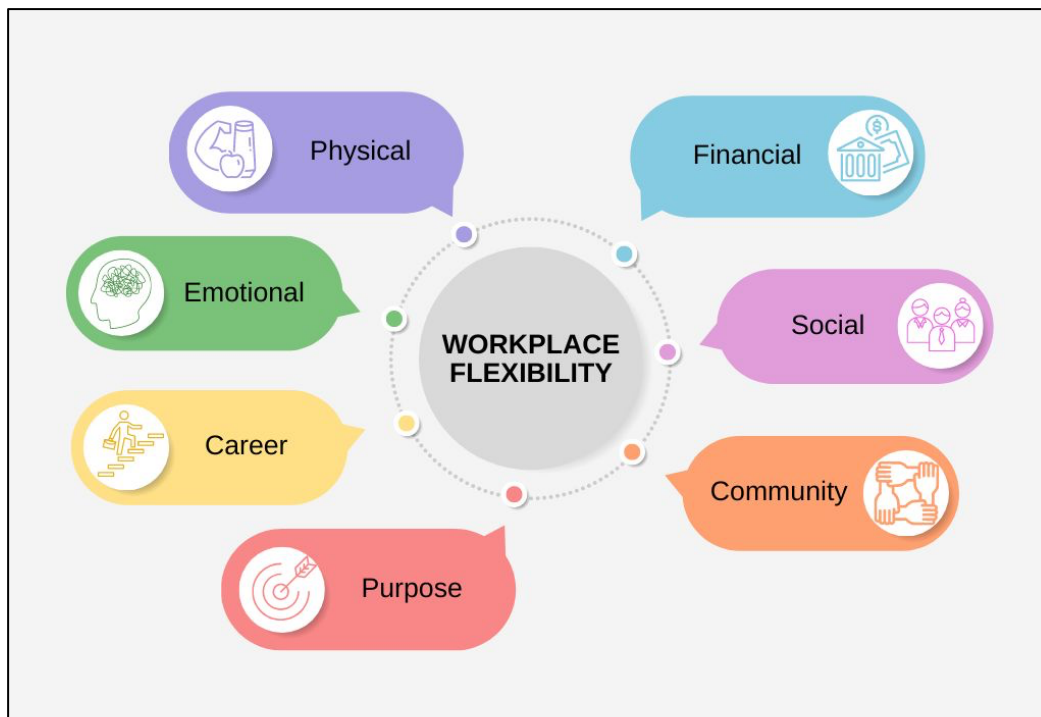 Physical
Financial
Emotional
WORKPLACE
FLEXIBILITY
Social
Career
Community
Purpose
$